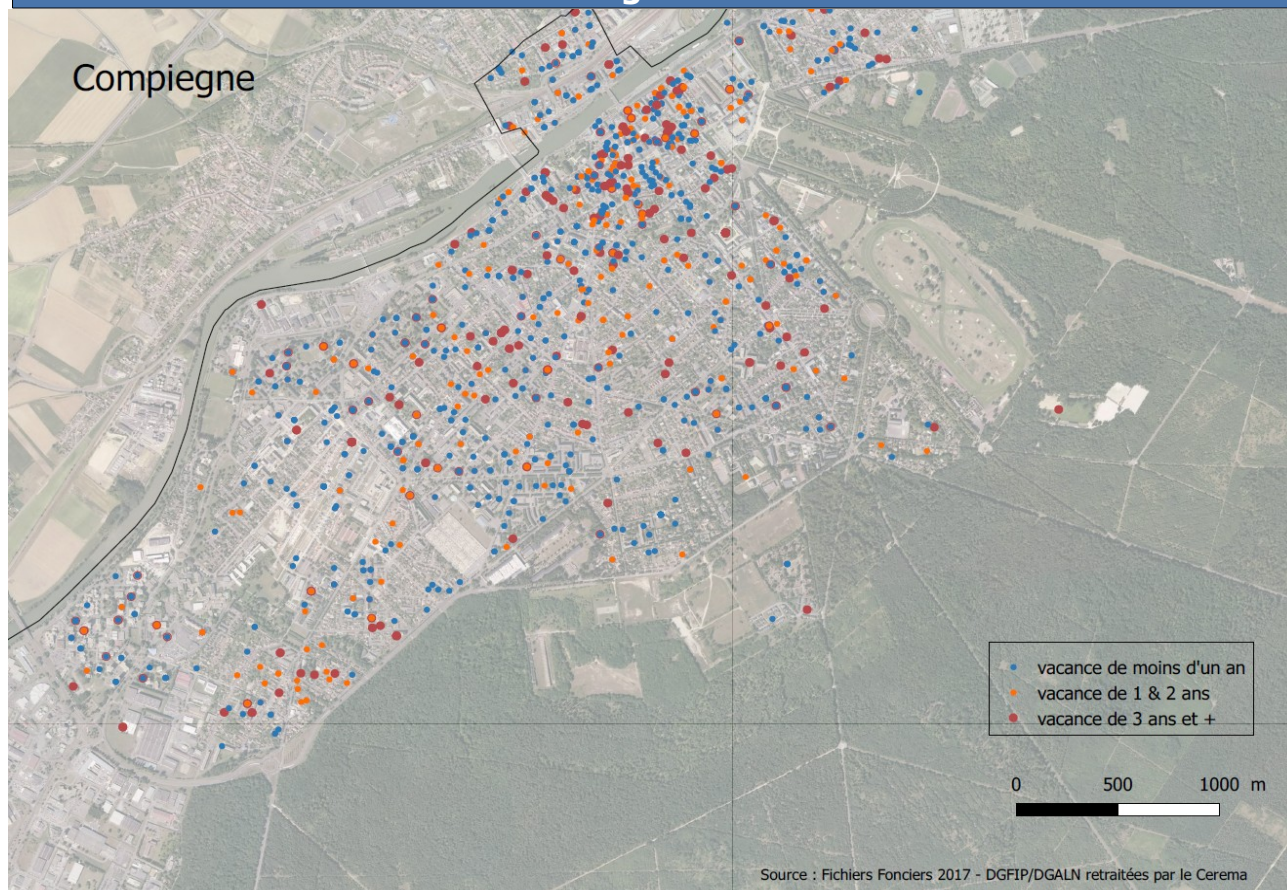 Compiegne
vacance de moins d'un an
vacance de 1 & 2 ans
vacance de 3 ans et +
0 500 1000 m
Source : Fichiers Fonciers 2017 - DGFIP/DGALN retraitées par le Cerema